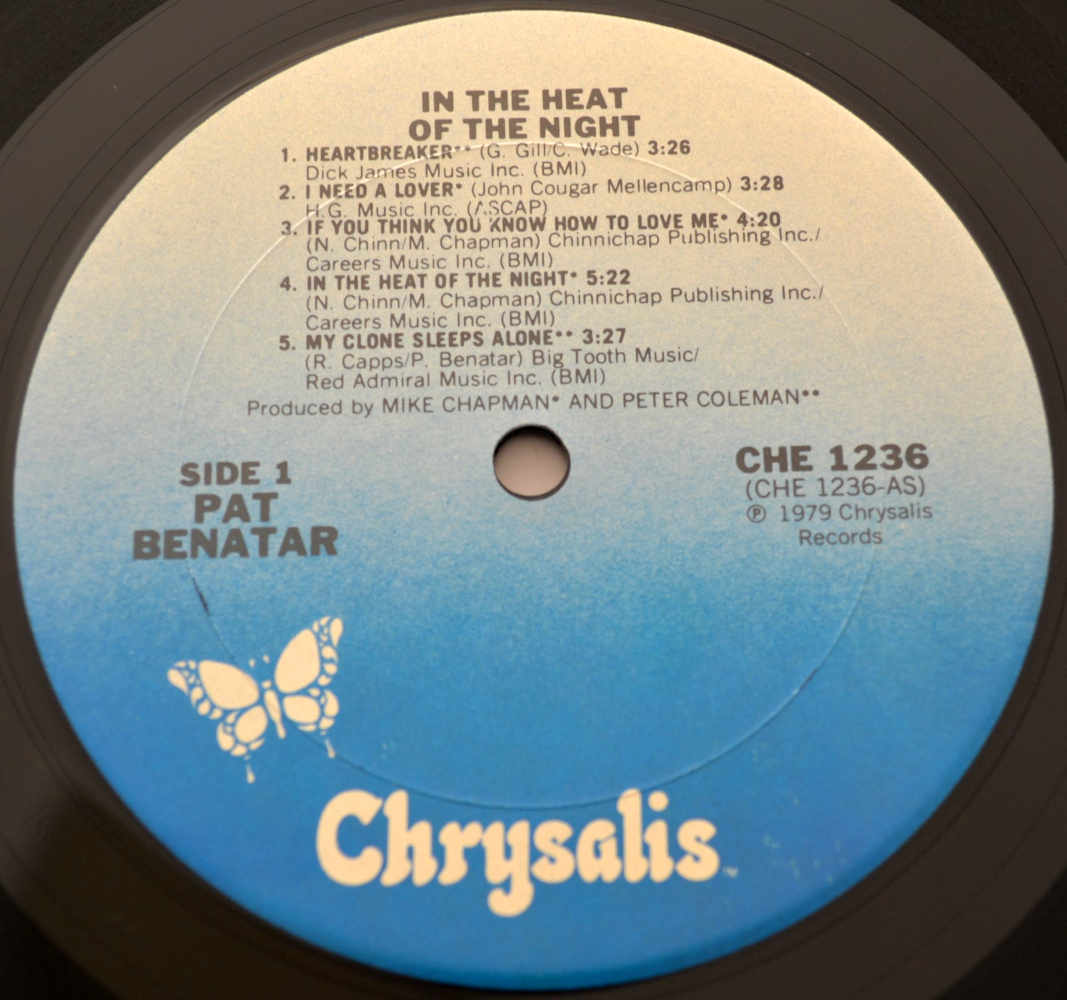 IN THE HEAT
OF THE NIGHT
1. HEARTBREAKER** (G. Gill/C. Wade) 3:26
Dick James Music Inc. (BMI)
2. I NEED A LOVER* (John Cougar Mellencamp) 3:28
H.G. Music Inc. (ASCAP)
3. IF YOU THINK YOU KNOW HOW TO LOVE ME* 4:20
(N. Chinn/M. Chapman) Chinnichap Publishing Inc./
Careers Music Inc. (BMI)
4. IN THE HEAT OF THE NIGHT* 5:22
(N. Chinn/M. Chapman) Chinnichap Publishing Inc./
Careers Music Inc. (BMI)
5. MY CLONE SLEEPS ALONE** 3:27
(R. Capps/P. Benatar) Big Tooth Music/
Red Admiral Music Inc. (BMI)
Produced by MIKE CHAPMAN* AND PETER COLEMAN**
SIDE 1
PAT
BENATAR
CHE 1236
(CHE 1236-AS)
℗ 1979 Chrysalis
Records
Chrysalis™